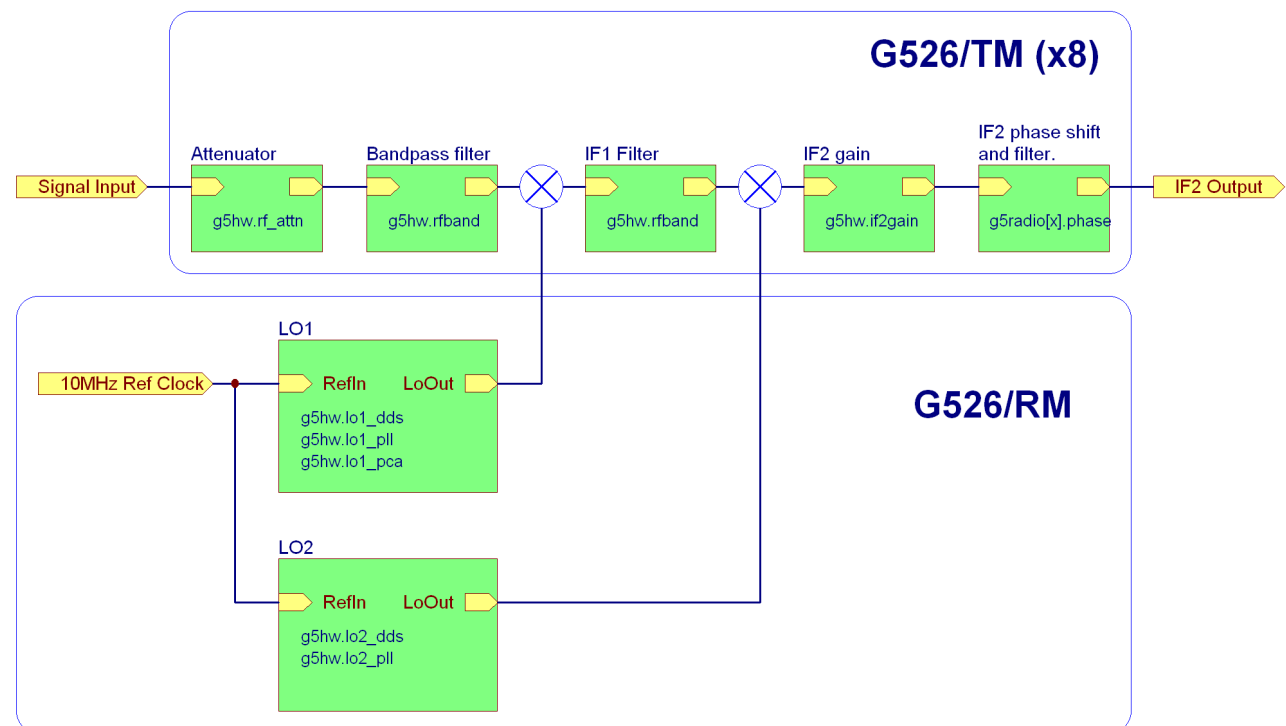 G526/TM (x8)
Attenuator
Bandpass filter
IF1 Filter
IF2 gain
IF2 phase shift
and filter.
Signal Input
g5hw.rf_attn
g5hw.rfband
g5hw.rfband
g5hw.if2gain
g5radio[x].phase
IF2 Output
LO1
10MHz Ref Clock
RefIn
LoOut
g5hw.lo1_dds
g5hw.lo1_pll
g5hw.lo1_pca
G526/RM
LO2
RefIn
LoOut
g5hw.lo2_dds
g5hw.lo2_pll